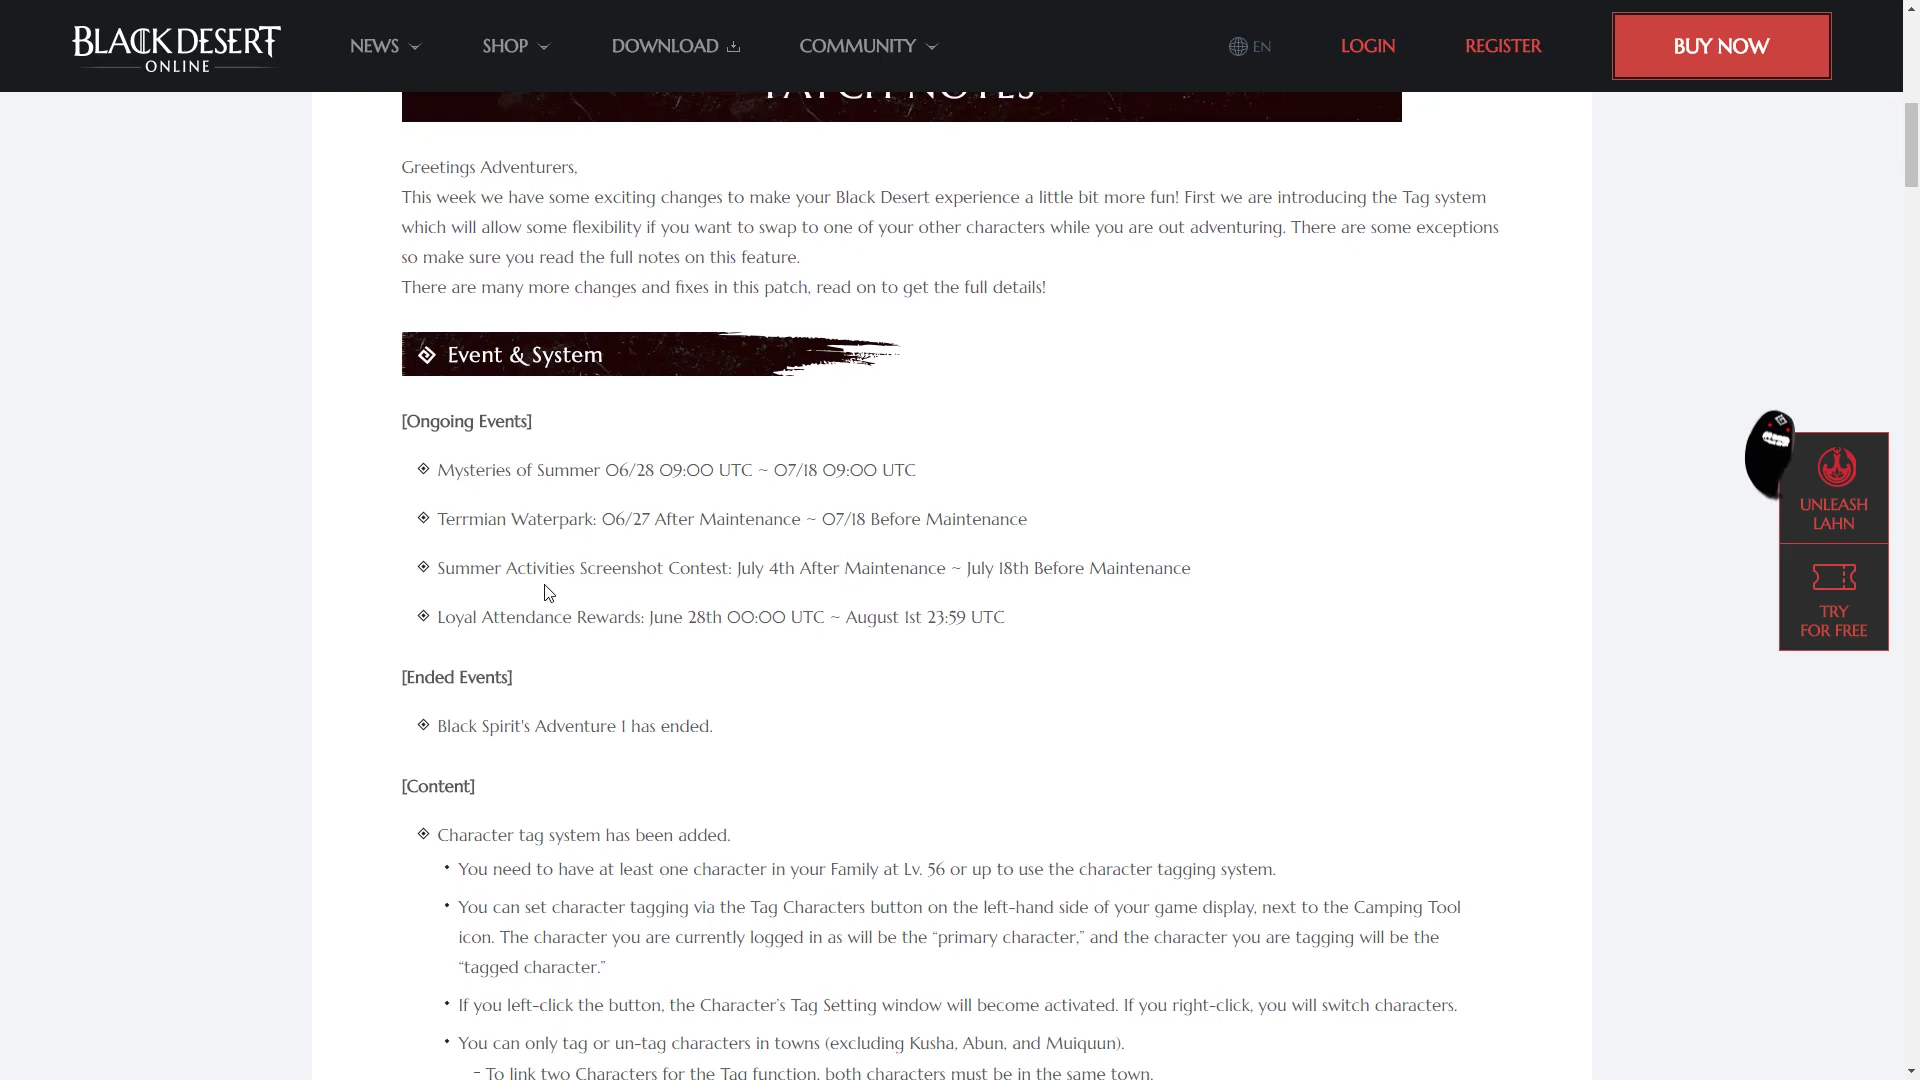 BLACK DESERT
ONLINE
NEWS
SHOP
DOWNLOAD
COMMUNITY
EN
LOGIN
REGISTER
BUY NOW
PATCH NOTES
Greetings Adventurers,
This week we have some exciting changes to make your Black Desert experience a little bit more fun! First we are introducing the Tag system
which will allow some flexibility if you want to swap to one of your other characters while you are out adventuring. There are some exceptions
so make sure you read the full notes on this feature.
There are many more changes and fixes in this patch, read on to get the full details!
Event & System
[Ongoing Events]
Mysteries of Summer 06/28 09:00 UTC ~ 07/18 09:00 UTC
Terrmian Waterpark: 06/27 After Maintenance ~ 07/18 Before Maintenance
Summer Activities Screenshot Contest: July 4th After Maintenance ~ July 18th Before Maintenance
Loyal Attendance Rewards: June 28th 00:00 UTC ~ August 1st 23:59 UTC
UNLEASH
LAHN
TRY
FOR FREE
[Ended Events]
Black Spirit's Adventure 1 has ended.
[Content]
Character tag system has been added.
• You need to have at least one character in your Family at Lv. 56 or up to use the character tagging system.
• You can set character tagging via the Tag Characters button on the left-hand side of your game display, next to the Camping Tool
icon. The character you are currently logged in as will be the “primary character,” and the character you are tagging will be the
“tagged character.”
• If you left-click the button, the Character’s Tag Setting window will become activated. If you right-click, you will switch characters.
• You can only tag or un-tag characters in towns (excluding Kusha, Abun, and Muiquun).
- To link two Characters for the Tag function, both characters must be in the same town.